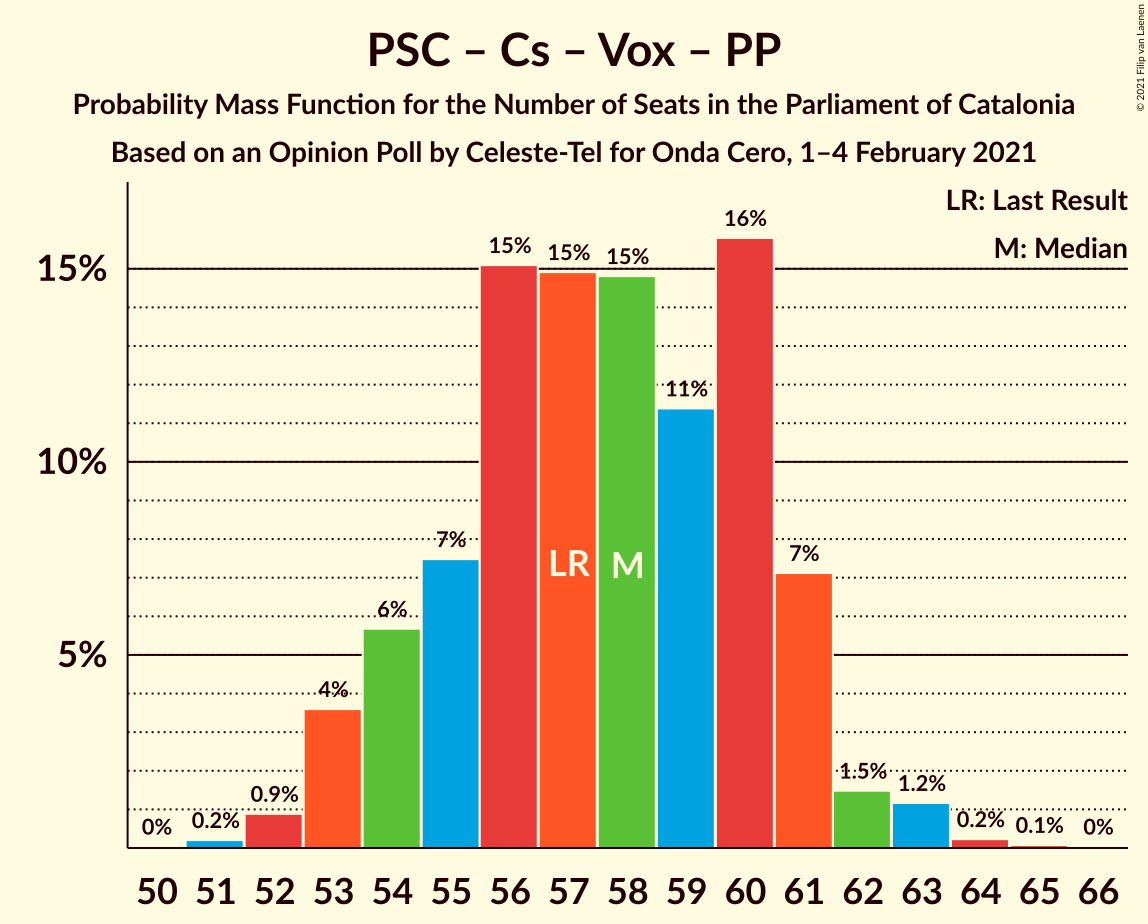 PSC – Cs – Vox – PP
Probability Mass Function for the Number of Seats in the Parliament of Catalonia
Based on an Opinion Poll by Celeste-Tel for Onda Cero, 1–4 February 2021
© 2021 Filip van Laenen
LR: Last Result
M: Median
15%
10%
5%
0% 0.2% 0.9% 4% 6% 7% 15% 15% 15% 11% 16% 7% 1.5% 1.2% 0.2% 0.1% 0%
LR M
50 51 52 53 54 55 56 57 58 59 60 61 62 63 64 65 66